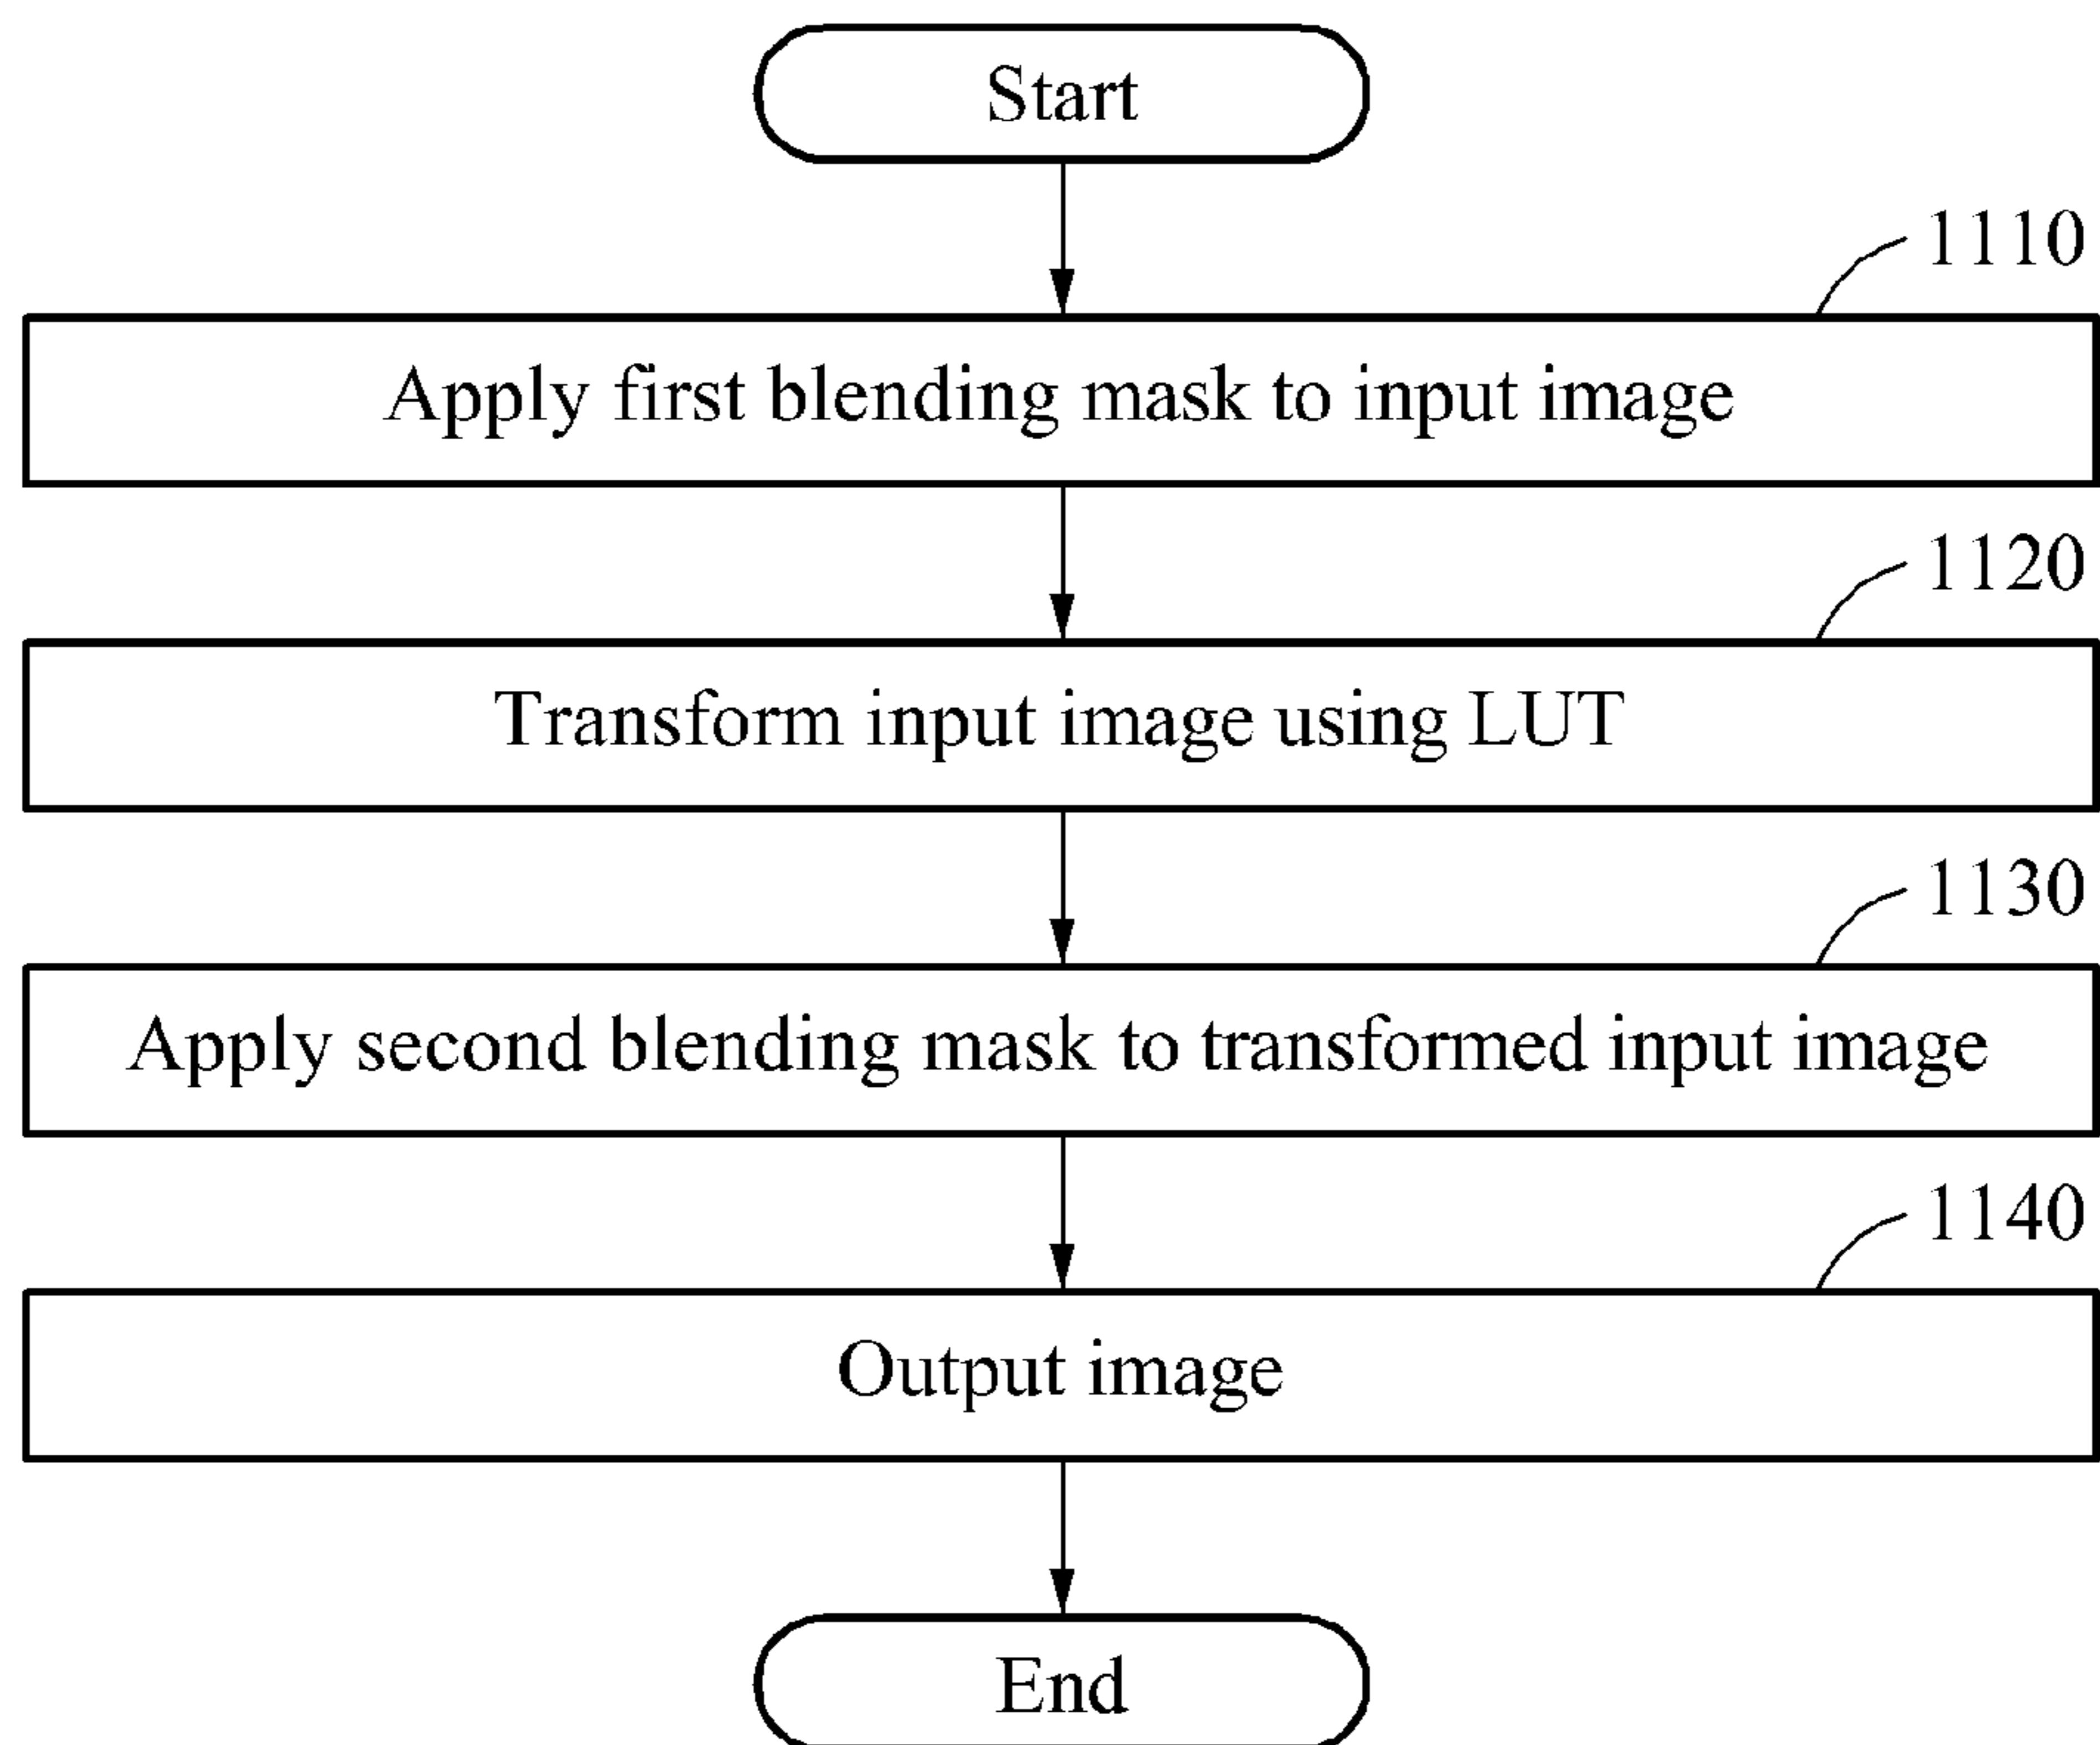 Start
1110
Apply first blending mask to input image
1120
Transform input image using LUT
1130
Apply second blending mask to transformed input image
1140
Output image
End